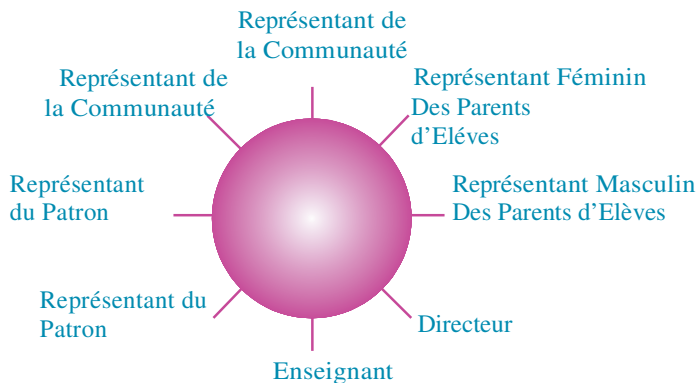 Représentant de
la Communauté
Représentant de
la Communauté
Représentant Féminin
Des Parents
d'Eléves
Représentant
du Patron
Représentant Masculin
Des Parents d'Elèves
Représentant du
Patron
Directeur
Enseignant